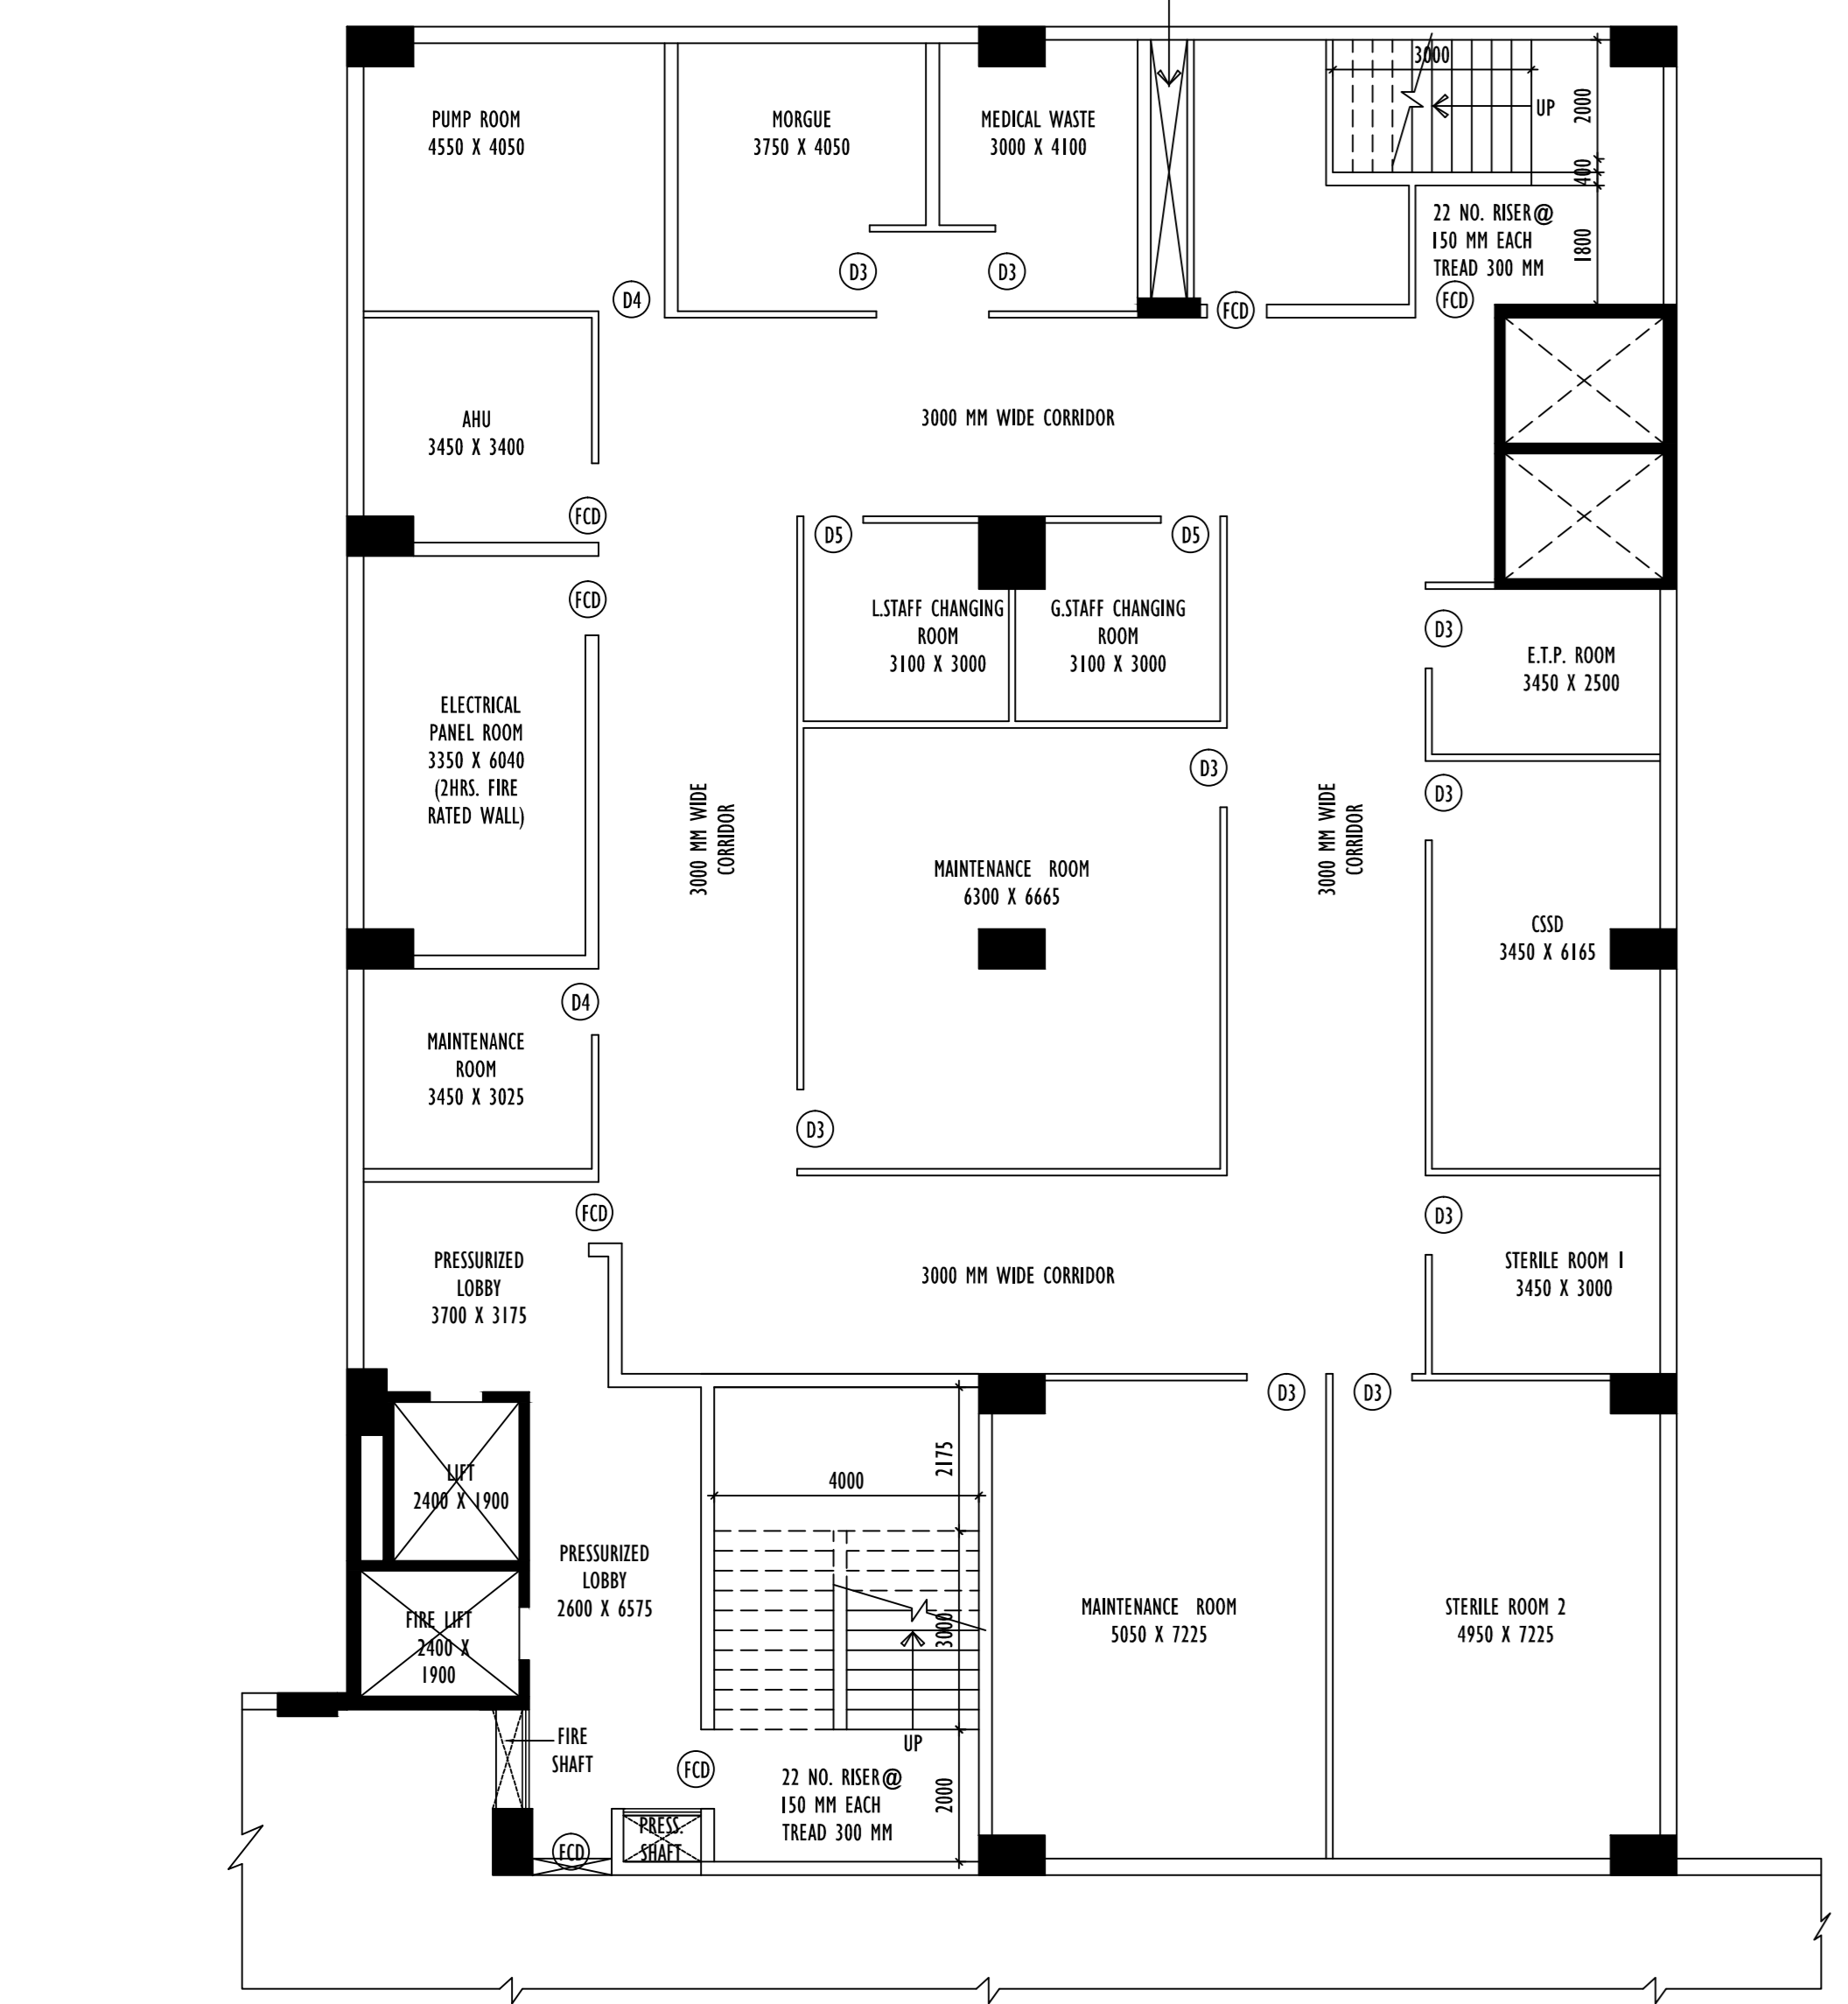 3000
UP
2000
400
1800
PUMP ROOM
4550 X 4050
MORGUE
3750 X 4050
MEDICAL WASTE
3000 X 4100
22 NO. RISER@
150 MM EACH
TREAD 300 MM
D3
D3
D4
FCD
FCD
AHU
3450 X 3400
3000 MM WIDE CORRIDOR
FCD
D5
D5
FCD
L.STAFF CHANGING
ROOM
3100 X 3000
G.STAFF CHANGING
ROOM
3100 X 3000
D3
E.T.P. ROOM
3450 X 2500
ELECTRICAL
PANEL ROOM
3350 X 6040
(2HRS. FIRE
RATED WALL)
3000 MM WIDE
CORRIDOR
D3
3000 MM WIDE
CORRIDOR
D3
MAINTENANCE ROOM
6300 X 6665
CSSD
3450 X 6165
D4
MAINTENANCE
ROOM
3450 X 3025
D3
FCD
D3
PRESSURIZED
LOBBY
3700 X 3175
3000 MM WIDE CORRIDOR
STERILE ROOM 1
3450 X 3000
D3
D3
LIFT
2400 X 1900
4000
2175
PRESSURIZED
LOBBY
2600 X 6575
FIRE LIFT
2400 X
1900
3000
MAINTENANCE ROOM
5050 X 7225
STERILE ROOM 2
4950 X 7225
FIRE
SHAFT
UP
FCD
22 NO. RISER@
150 MM EACH
TREAD 300 MM
2000
PRESS.
SHAFT
FCD